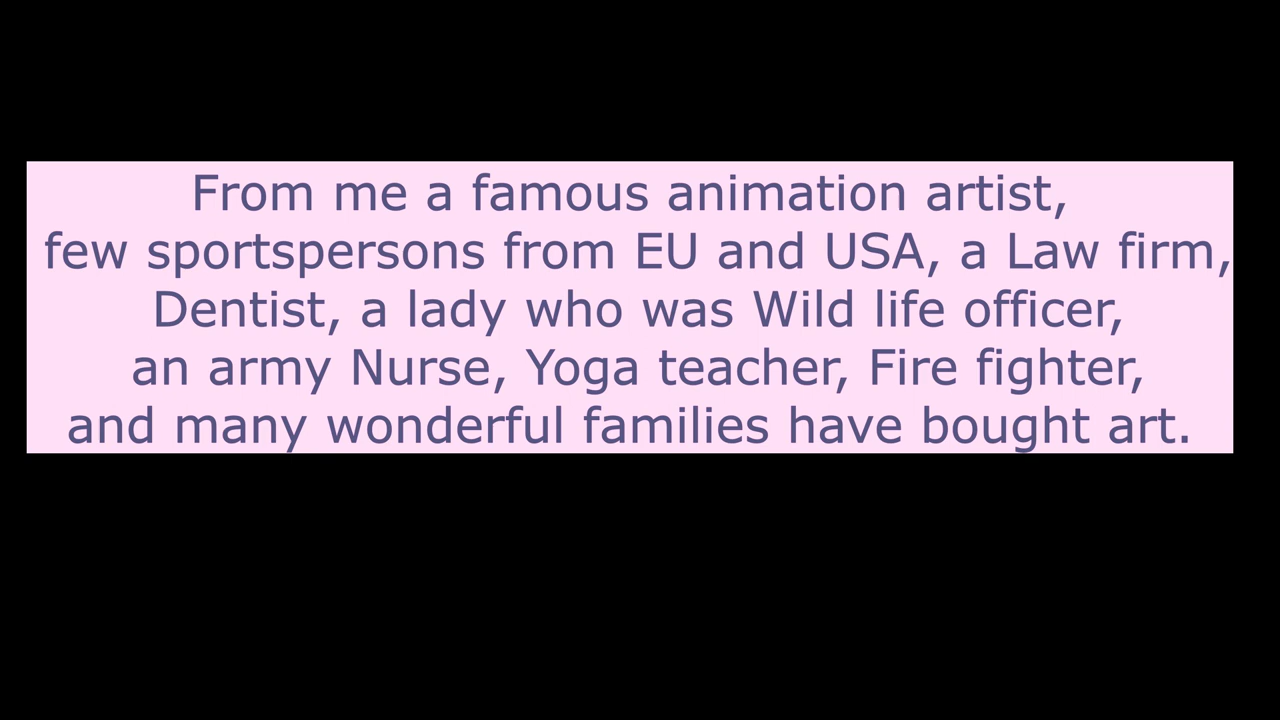 From me a famous animation artist,
few sportspersons from EU and USA, a Law firm,
Dentist, a lady who was Wild life officer,
an army Nurse, Yoga teacher, Fire fighter,
and many wonderful families have bought art.